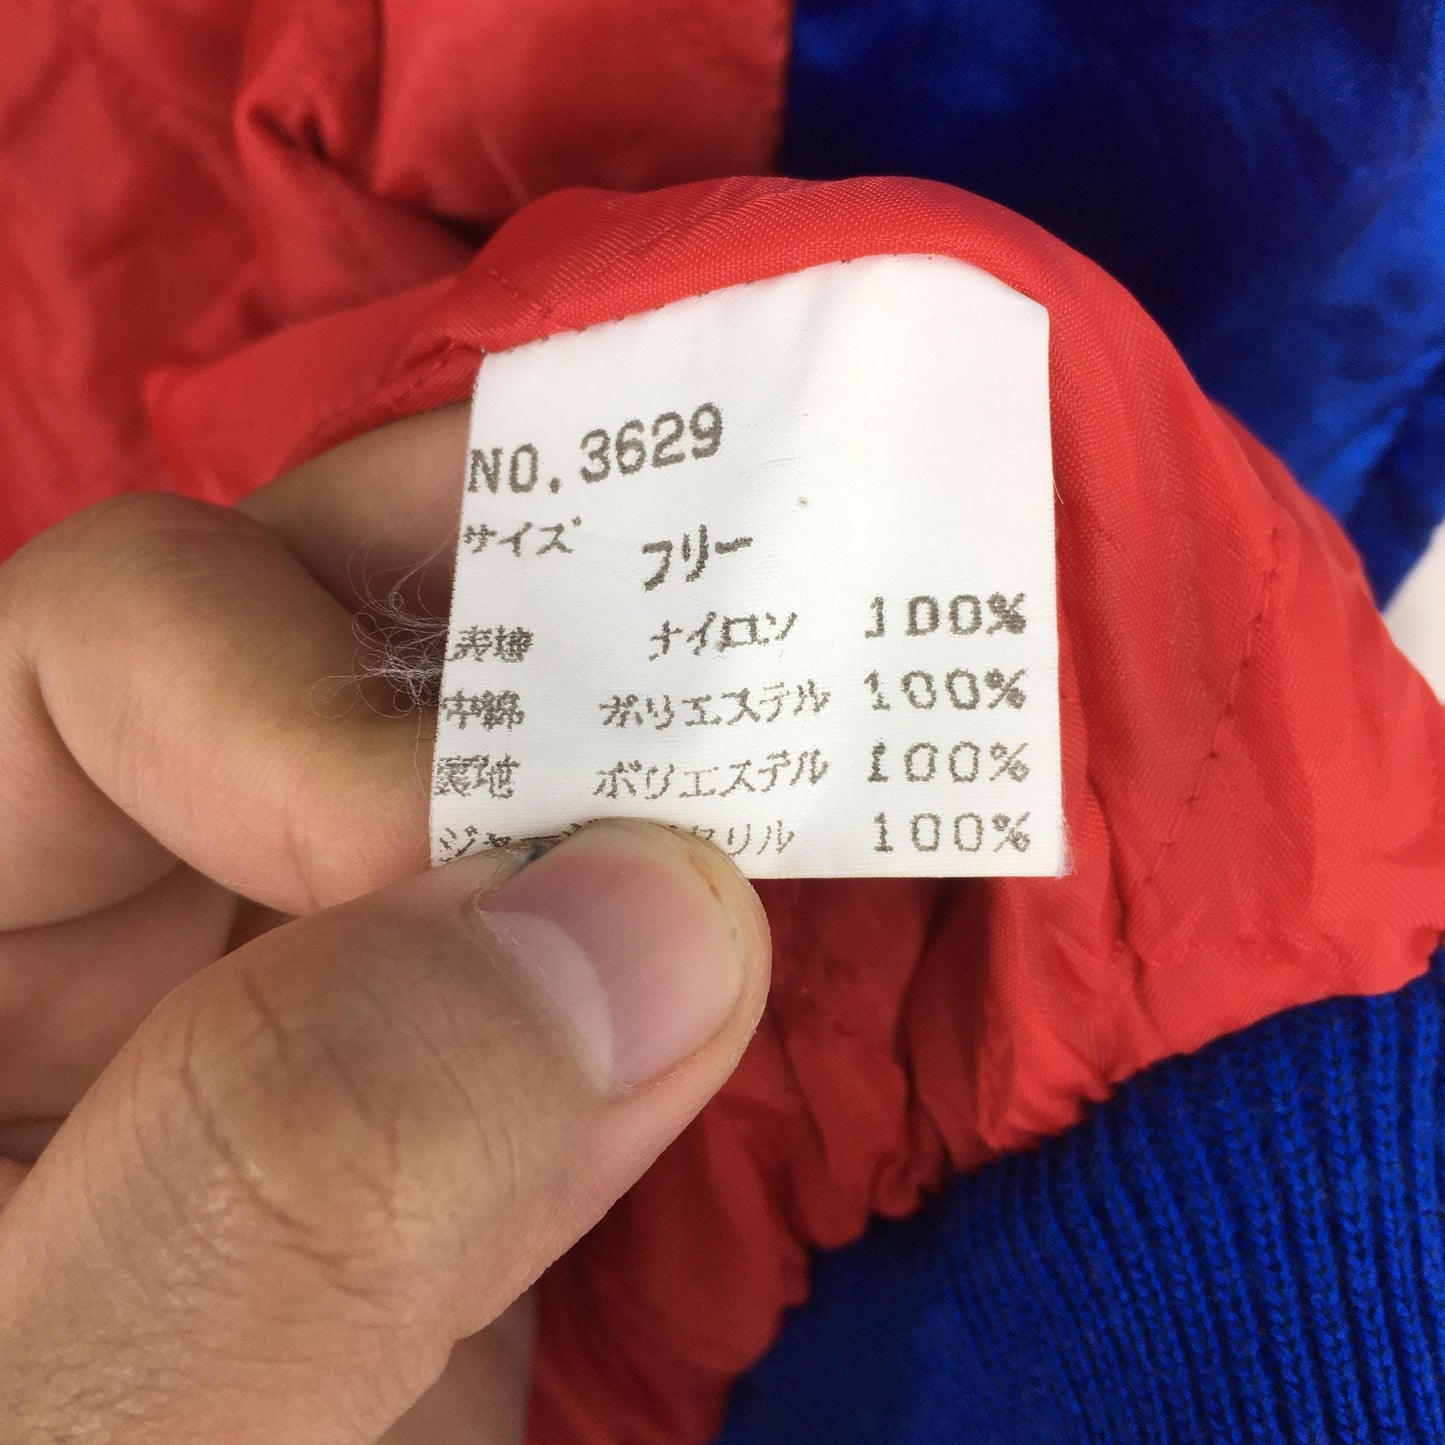 NO.3629
サイズ フリー
表地 ナイロン 100%
中綿 ポリエステル 100%
裏地 ポリエステル 100%
100%